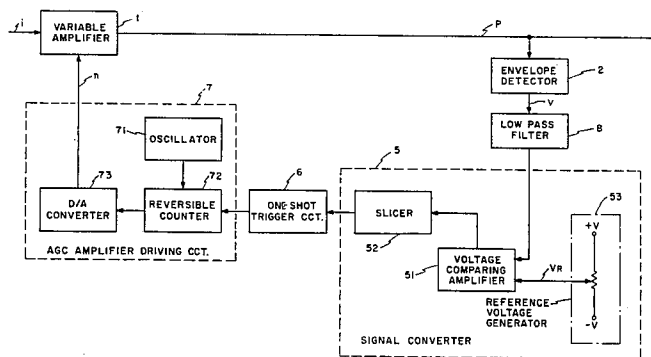 i
VARIABLE
AMPLIFIER
1
P
ENVELOPE
DETECTOR
2
V
LOW PASS
FILTER
8
n
7
71
OSCILLATOR
5
73
72
6
53
D/A
CONVERTER
REVERSIBLE
COUNTER
ONE-SHOT
TRIGGER CCT.
SLICER
52
+V
VOLTAGE
COMPARING
AMPLIFIER
51
VR
REFERENCE
VOLTAGE
GENERATOR
-V
AGC AMPLIFIER DRIVING CCT.
SIGNAL CONVERTER